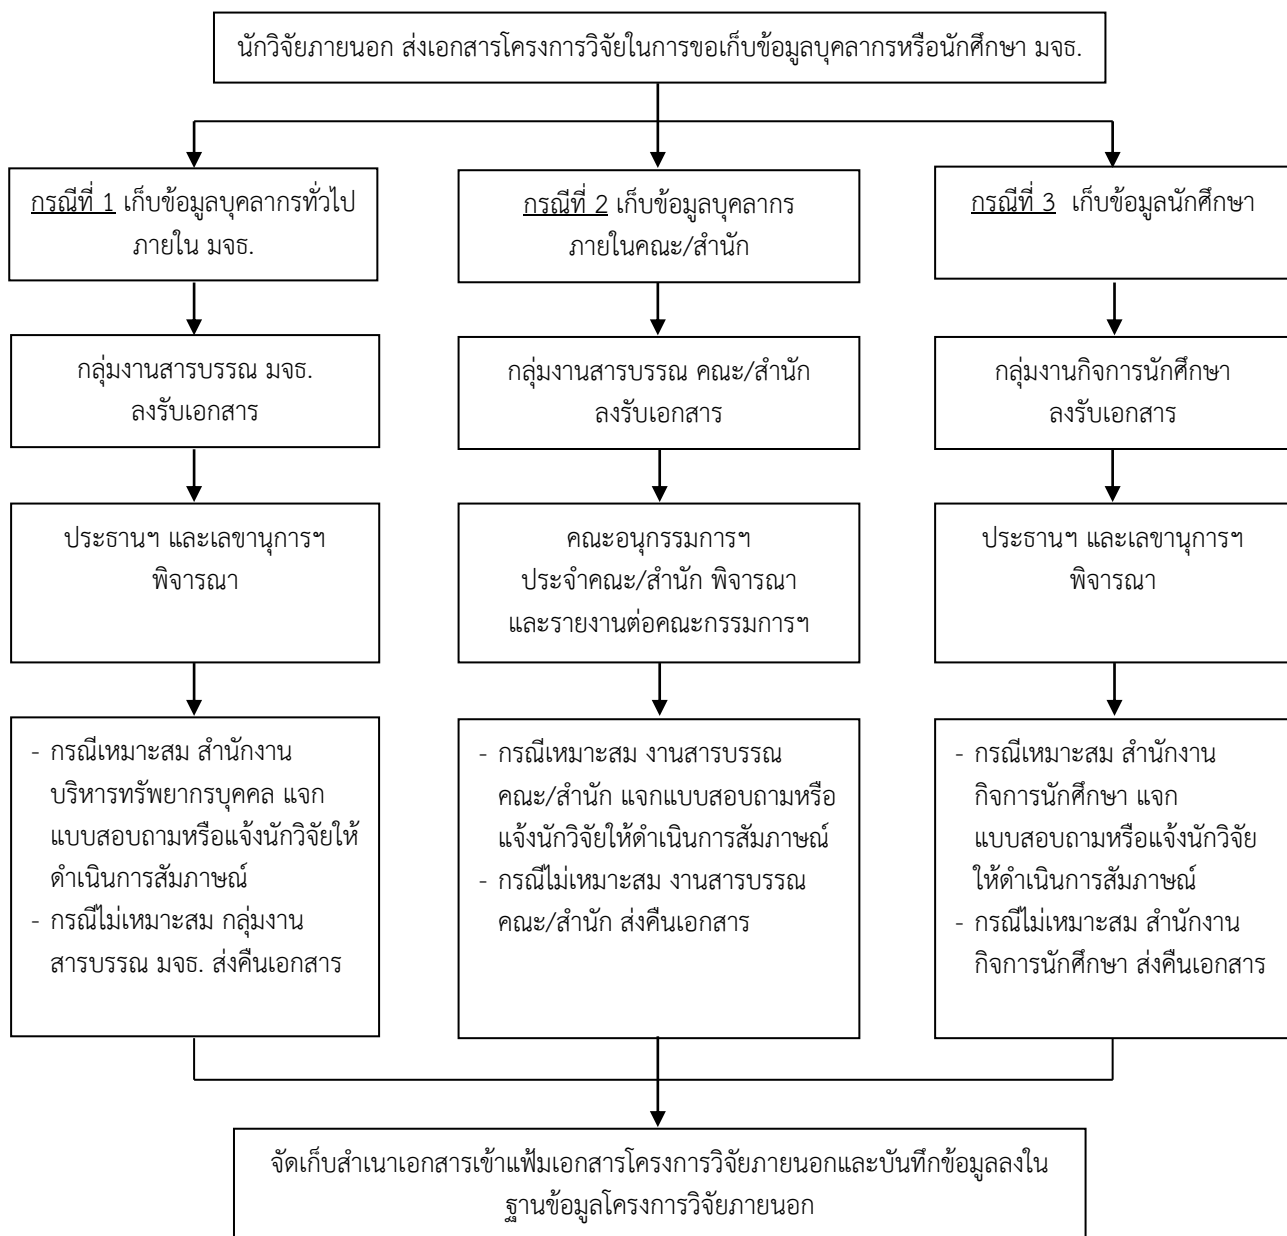 นักวิจัยภายนอก ส่งเอกสารโครงการวิจัยในการขอเก็บข้อมูลบุคลากรหรือนักศึกษา มจธ.
กรณีที่ 1 เก็บข้อมูลบุคลากรทั่วไป
ภายใน มจธ.
กลุ่มงานสารบรรณ มจธ.
ลงรับเอกสาร
ประธานฯ และเลขานุการฯ
พิจารณา
- กรณีเหมาะสม สำนักงาน
บริหารทรัพยากรบุคคล แจก
แบบสอบถามหรือแจ้งนักวิจัยให้
ดำเนินการสัมภาษณ์
- กรณีไม่เหมาะสม กลุ่มงาน
สารบรรณ มจธ. ส่งคืนเอกสาร
กรณีที่ 2 เก็บข้อมูลบุคลากร
ภายในคณะ/สำนัก
กลุ่มงานสารบรรณ คณะ/สำนัก
ลงรับเอกสาร
คณะอนุกรรมการฯ
ประจำคณะ/สำนัก พิจารณา
และรายงานต่อคณะกรรมการฯ
- กรณีเหมาะสม งานสารบรรณ
คณะ/สำนัก แจกแบบสอบถามหรือ
แจ้งนักวิจัยให้ดำเนินการสัมภาษณ์
- กรณีไม่เหมาะสม งานสารบรรณ
คณะ/สำนัก ส่งคืนเอกสาร
กรณีที่ 3 เก็บข้อมูลนักศึกษา
กลุ่มงานกิจการนักศึกษา
ลงรับเอกสาร
ประธานฯ และเลขานุการฯ
พิจารณา
- กรณีเหมาะสม สำนักงาน
กิจการนักศึกษา แจก
แบบสอบถามหรือแจ้งนักวิจัย
ให้ดำเนินการสัมภาษณ์
- กรณีไม่เหมาะสม สำนักงาน
กิจการนักศึกษา ส่งคืนเอกสาร
จัดเก็บสำเนาเอกสารเข้าแฟ้มเอกสารโครงการวิจัยภายนอกและบันทึกข้อมูลลงใน
ฐานข้อมูลโครงการวิจัยภายนอก